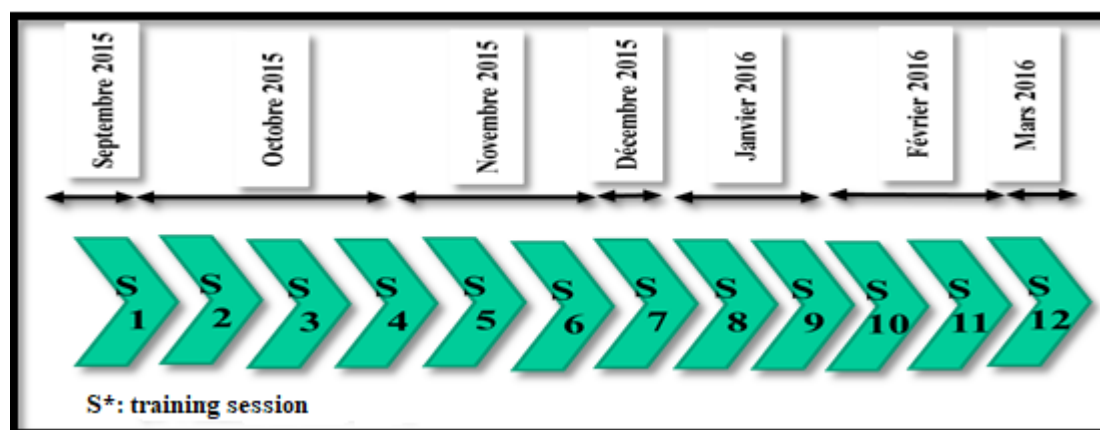 Septembre 2015
Octobre 2015
Novembre 2015
Décembre 2015
Janvier 2016
Février 2016
Mars 2016
S 1
S 2
S 3
S 4
S 5
S 6
S 7
S 8
S 9
S 10
S 11
S 12
S*: training session